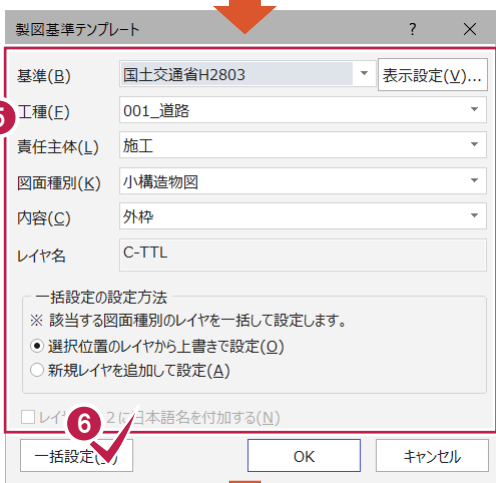 製図基準テンプレート ? ×
基準(B) 国土交通省H2803 表示設定(V)...
5
工種(F) 001_道路
責任主体(L) 施工
図面種別(K) 小構造物図
内容(C) 外枠
レイヤ名 C-TTL
一括設定の設定方法
※ 該当する図面種別のレイヤを一括して設定します。
選択位置のレイヤから上書きで設定(O)
新規レイヤを追加して設定(A)
レイ 2に日本語名を付加する(N)
6
一括設定( OK キャンセル